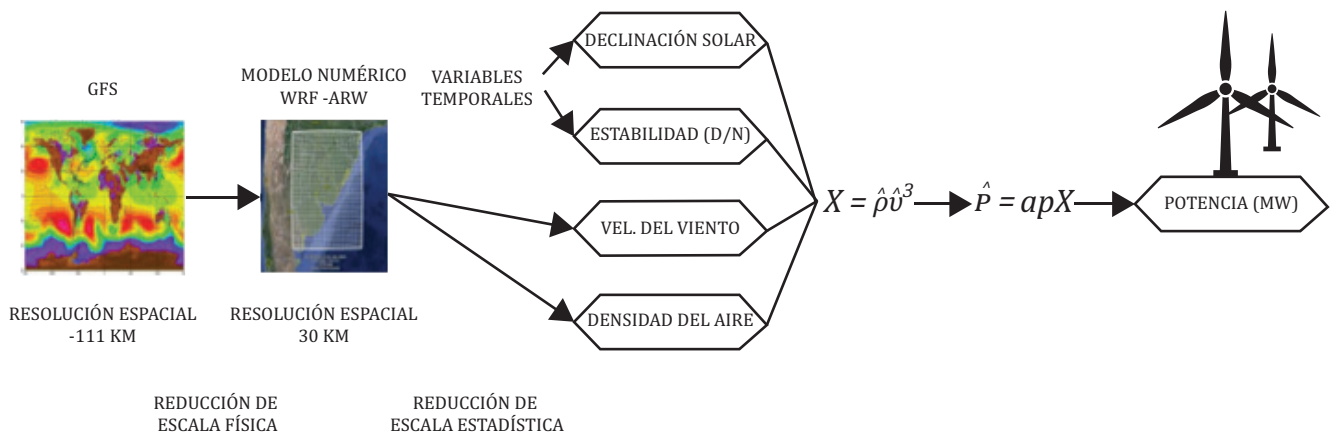 GFS
RESOLUCIÓN ESPACIAL
-111 KM
MODELO NUMÉRICO
WRF -ARW
RESOLUCIÓN ESPACIAL
30 KM
REDUCCIÓN DE
ESCALA FÍSICA
REDUCCIÓN DE
ESCALA ESTADÍSTICA
VARIABLES
TEMPORALES
DECLINACIÓN SOLAR
ESTABILIDAD (D/N)
VEL. DEL VIENTO
DENSIDAD DEL AIRE
X = ρ̂υ̂³
P̂ = apX
POTENCIA (MW)